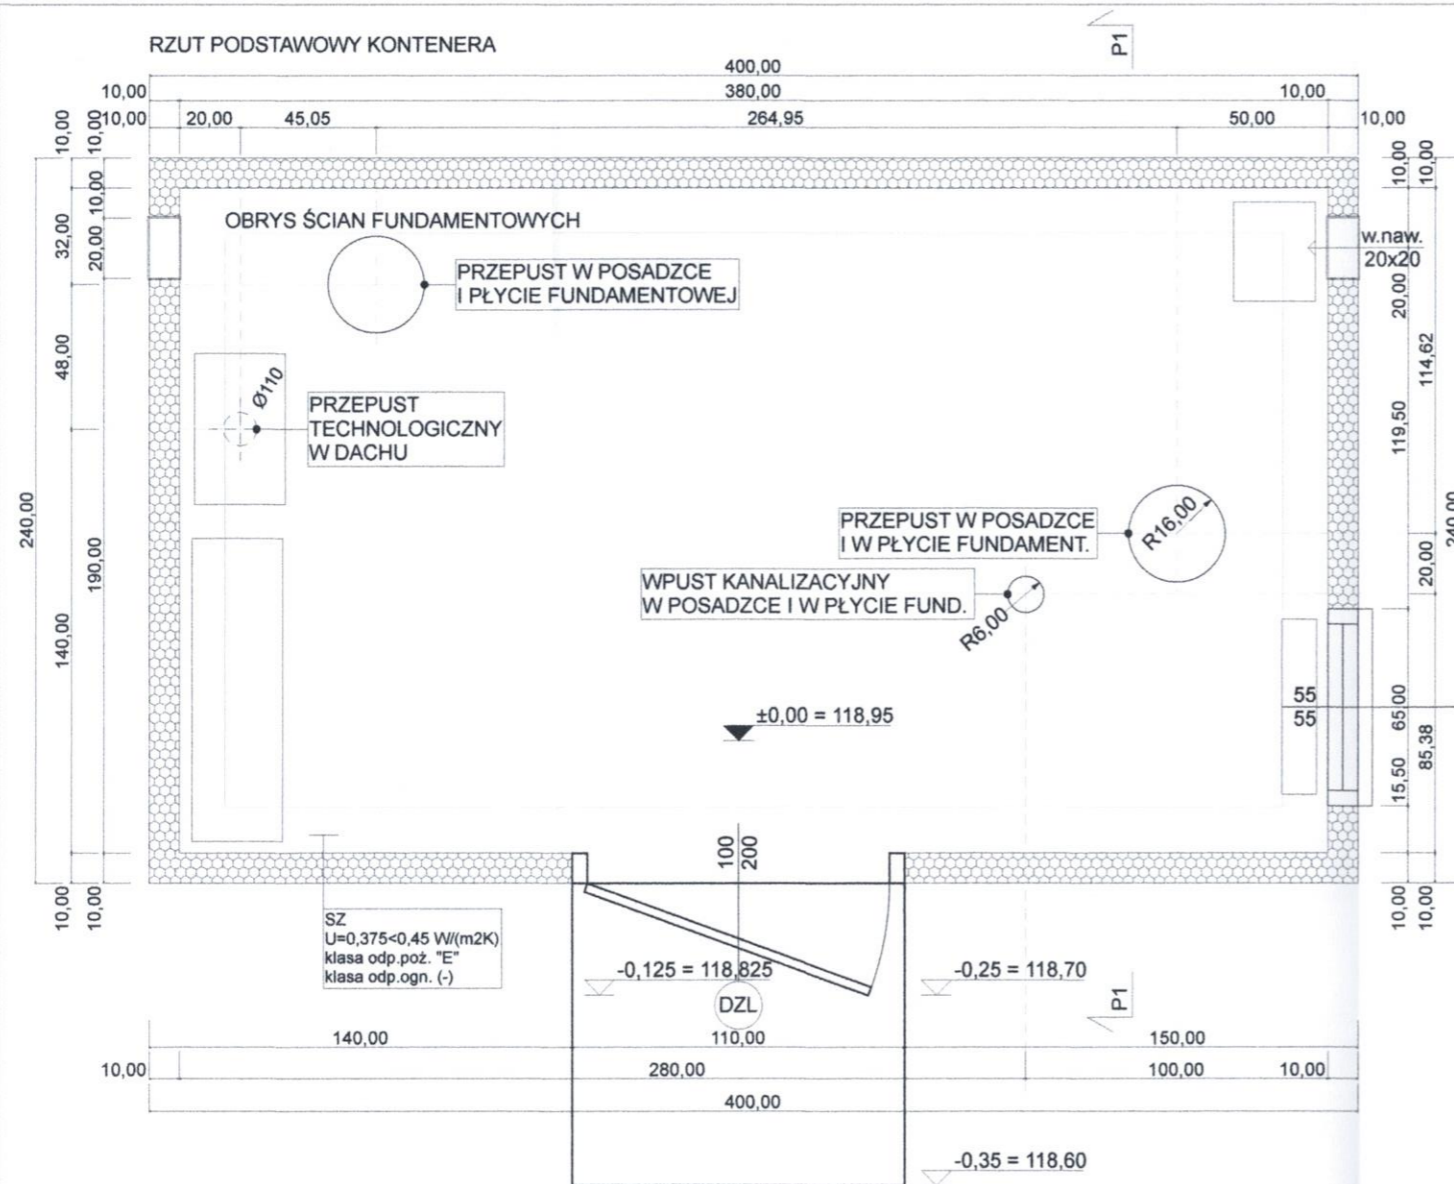 RZUT PODSTAWOWY KONTENERA
P1
400,00
10,00
380,00
10,00
10,00
20,00
45,05
264,95
50,00
10,00
10,00
10,00
10,00
10,00
32,00
10,00
20,00
48,00
240,00
190,00
140,00
10,00
10,00
OBRYS ŚCIAN FUNDAMENTOWYCH
PRZEPUST W POSADZCE
I PŁYCIE FUNDAMENTOWEJ
Ø110
PRZEPUST
TECHNOLOGICZNY
W DACHU
w.naw.
20x20
20,00
114,62
119,50
240,00
20,00
65,00
85,38
15,50
10,00
10,00
PRZEPUST W POSADZCE
I W PŁYCIE FUNDAMENT.
R16,00
WPUST KANALIZACYJNY
W POSADZCE I W PŁYCIE FUND.
R6,00
55
55
±0,00 = 118,95
100
200
SZ
U=0,375<0,45 W/(m2K)
klasa odp.poż. "E"
klasa odp.ogn. (-)
-0,125 = 118,825
-0,25 = 118,70
DZL
P1
140,00
110,00
150,00
10,00
280,00
100,00
10,00
400,00
-0,35 = 118,60